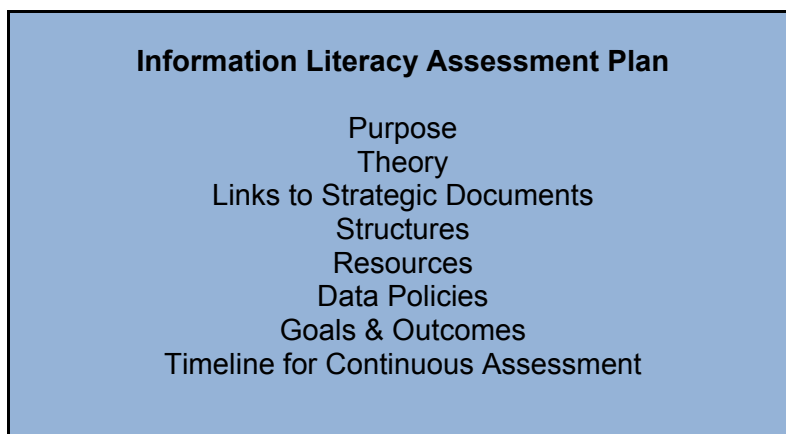 Information Literacy Assessment Plan
Purpose
Theory
Links to Strategic Documents
Structures
Resources
Data Policies
Goals & Outcomes
Timeline for Continuous Assessment